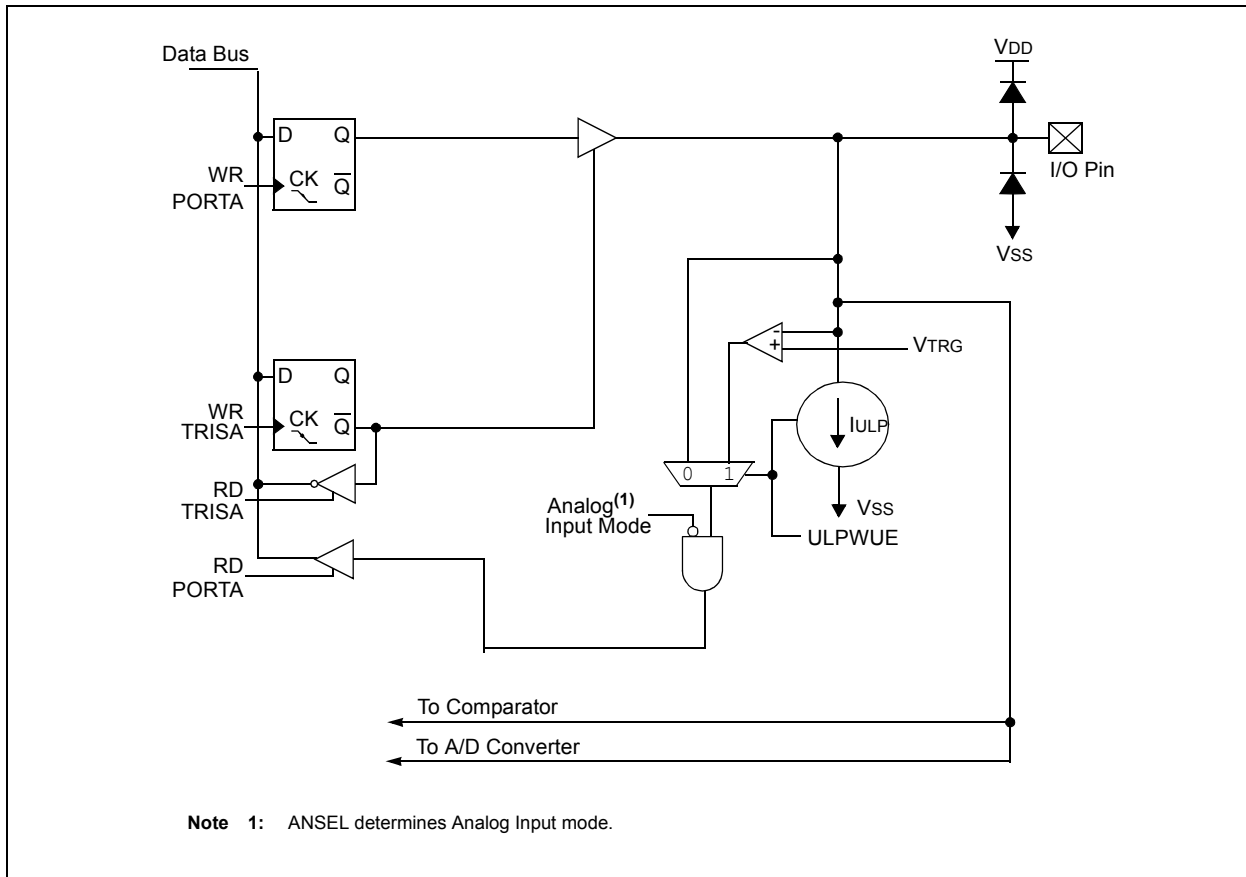 Data Bus
VDD
D Q
WR
PORTA
CK Q
I/O Pin
VSS
-
+
VTRG
D Q
WR
TRISA
CK Q
IULP
0 1
RD
TRISA
Analog(1)
Input Mode
VSS
ULPWUE
RD
PORTA
To Comparator
To A/D Converter
Note 1: ANSEL determines Analog Input mode.